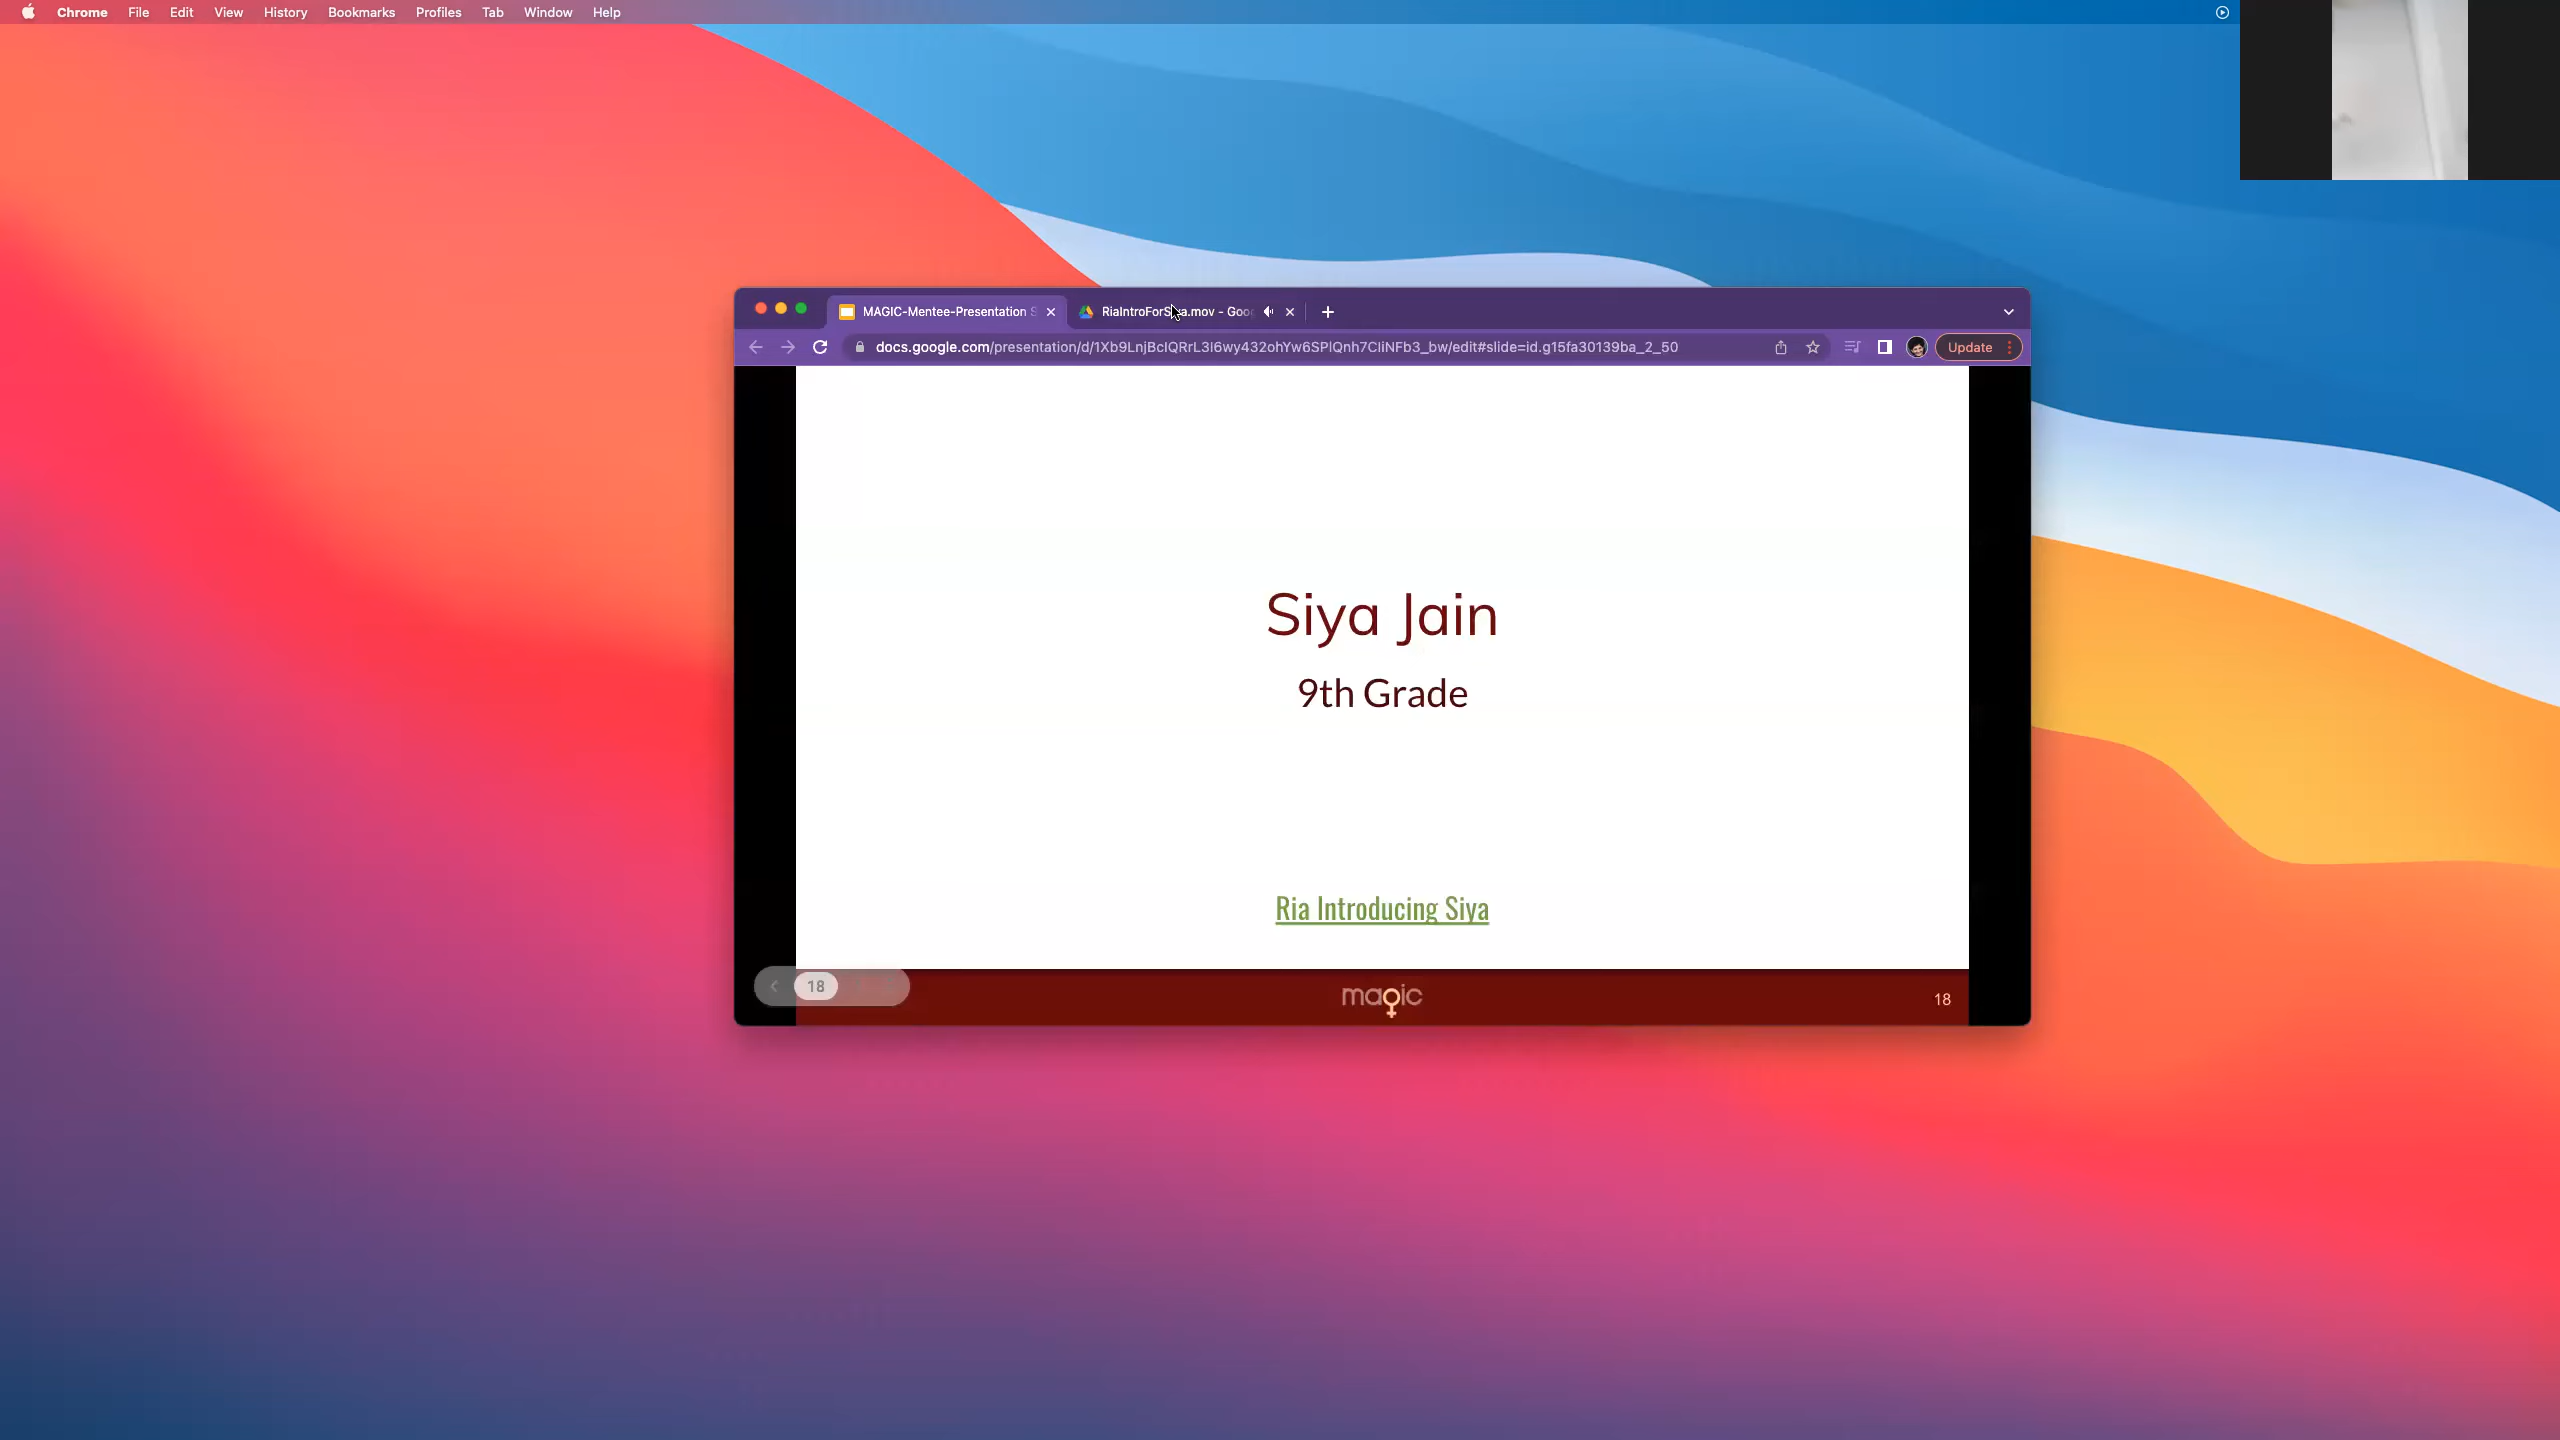 Chrome File Edit View History Bookmarks Profiles Tab Window Help
MAGIC-Mentee-Presentation S
RiaIntroForSiya.mov - Goo
docs.google.com/presentation/d/1Xb9LnjBcIQRrL3l6wy432ohYw6SPlQnh7CliNFb3_bw/edit#slide=id.g15fa30139ba_2_50
Update
Siya Jain
9th Grade
Ria Introducing Siya
18
magic
18